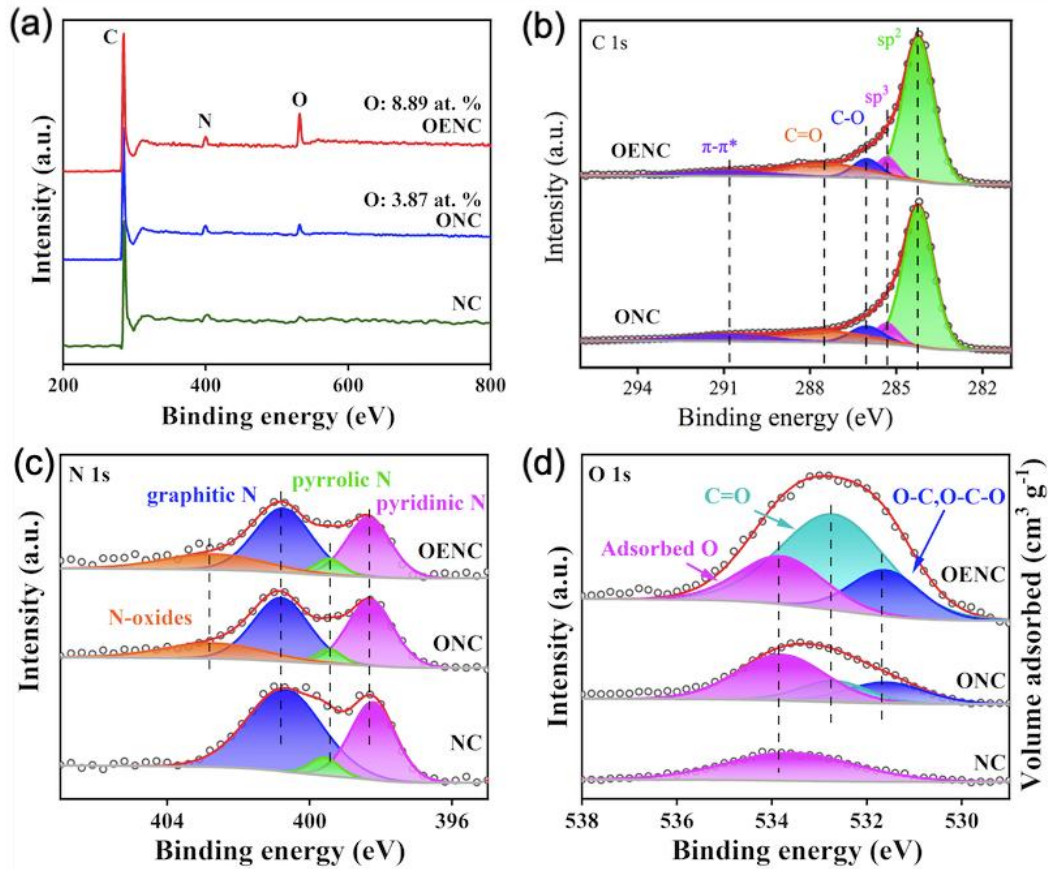 (a)
C
N
O
O: 8.89 at. %
OENC
O: 3.87 at. %
ONC
NC
Intensity (a.u.)
200 400 600 800
Binding energy (eV)
(b)
C 1s
sp²
sp³
C-O
C=O
π-π*
OENC
ONC
Intensity (a.u.)
294 291 288 285 282
Binding energy (eV)
(c)
N 1s
graphitic N
pyrrolic N
pyridinic N
OENC
N-oxides
ONC
NC
Intensity (a.u.)
404 400 396
Binding energy (eV)
(d)
O 1s
C=O
O-C,O-C-O
Adsorbed O
OENC
ONC
NC
Intensity (a.u.)
Volume adsorbed (cm³ g⁻¹)
538 536 534 532 530
Binding energy (eV)